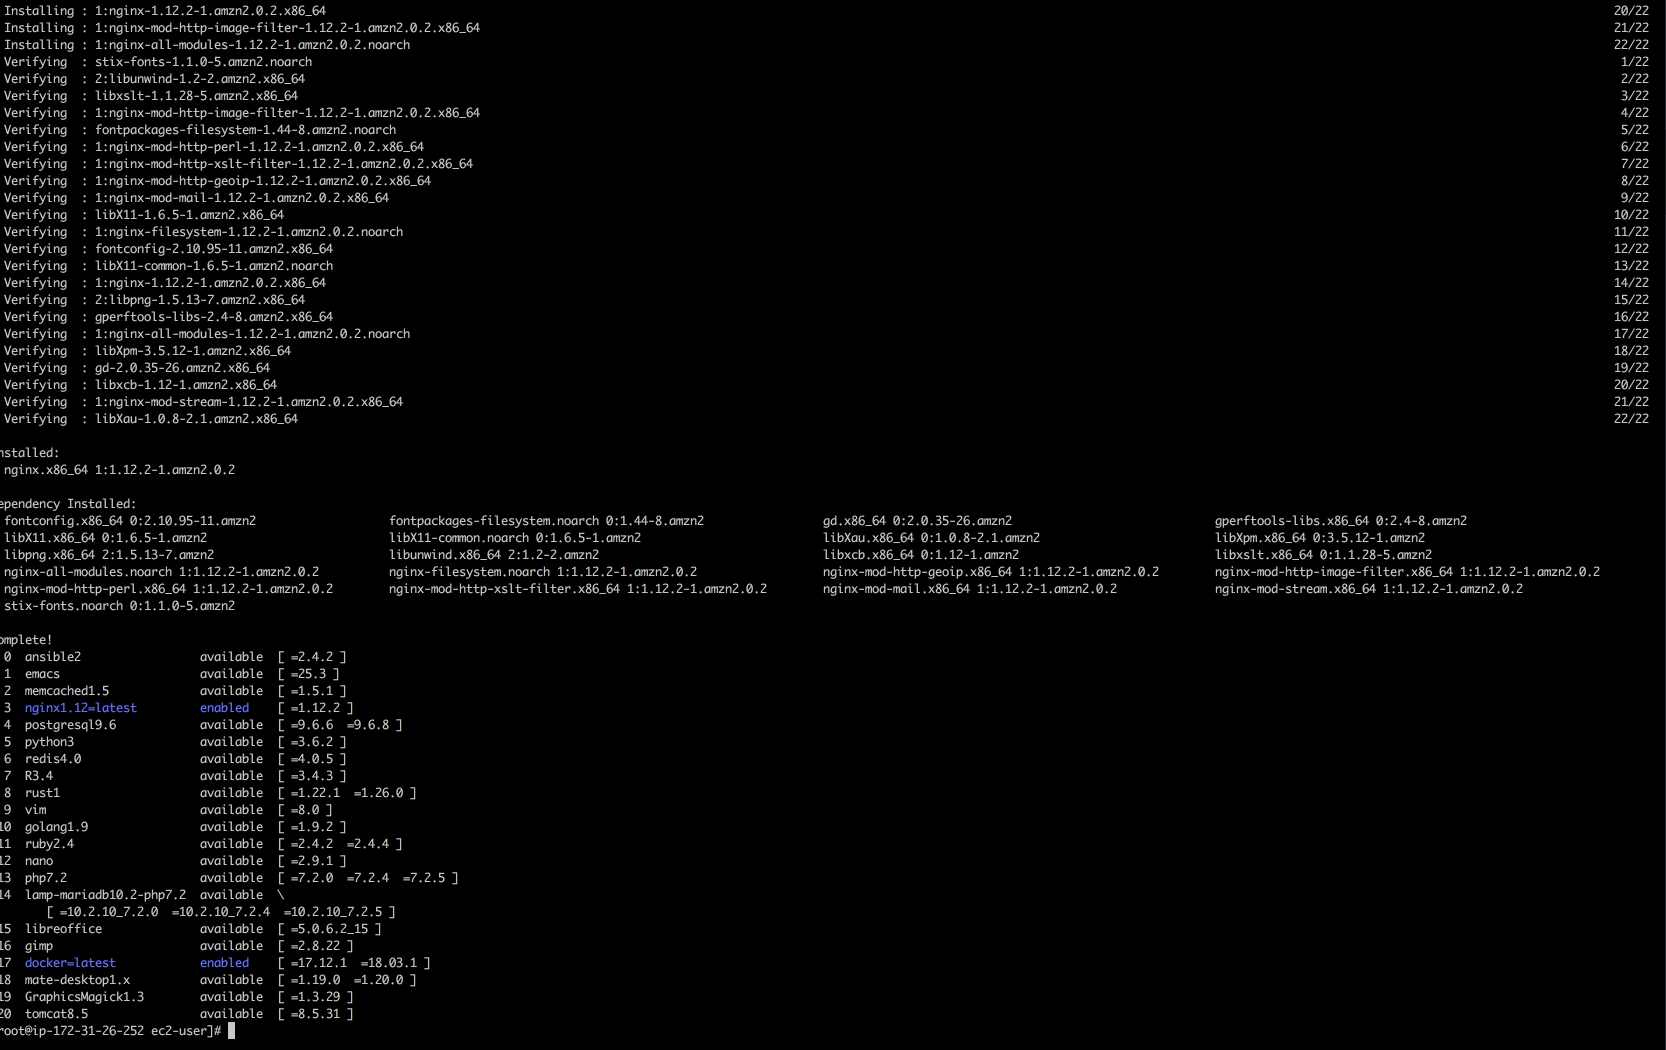 Installing : 1:nginx-1.12.2-1.amzn2.0.2.x86_64 20/22
Installing : 1:nginx-mod-http-image-filter-1.12.2-1.amzn2.0.2.x86_64 21/22
Installing : 1:nginx-all-modules-1.12.2-1.amzn2.0.2.noarch 22/22
Verifying : stix-fonts-1.1.0-5.amzn2.noarch 1/22
Verifying : 2:libunwind-1.2-2.amzn2.x86_64 2/22
Verifying : libxslt-1.1.28-5.amzn2.x86_64 3/22
Verifying : 1:nginx-mod-http-image-filter-1.12.2-1.amzn2.0.2.x86_64 4/22
Verifying : fontpackages-filesystem-1.44-8.amzn2.noarch 5/22
Verifying : 1:nginx-mod-http-perl-1.12.2-1.amzn2.0.2.x86_64 6/22
Verifying : 1:nginx-mod-http-xslt-filter-1.12.2-1.amzn2.0.2.x86_64 7/22
Verifying : 1:nginx-mod-http-geoip-1.12.2-1.amzn2.0.2.x86_64 8/22
Verifying : 1:nginx-mod-mail-1.12.2-1.amzn2.0.2.x86_64 9/22
Verifying : libX11-1.6.5-1.amzn2.x86_64 10/22
Verifying : 1:nginx-filesystem-1.12.2-1.amzn2.0.2.noarch 11/22
Verifying : fontconfig-2.10.95-11.amzn2.x86_64 12/22
Verifying : libX11-common-1.6.5-1.amzn2.noarch 13/22
Verifying : 1:nginx-1.12.2-1.amzn2.0.2.x86_64 14/22
Verifying : 2:libpng-1.5.13-7.amzn2.x86_64 15/22
Verifying : gperftools-libs-2.4-8.amzn2.x86_64 16/22
Verifying : 1:nginx-all-modules-1.12.2-1.amzn2.0.2.noarch 17/22
Verifying : libXpm-3.5.12-1.amzn2.x86_64 18/22
Verifying : gd-2.0.35-26.amzn2.x86_64 19/22
Verifying : libxcb-1.12-1.amzn2.x86_64 20/22
Verifying : 1:nginx-mod-stream-1.12.2-1.amzn2.0.2.x86_64 21/22
Verifying : libXau-1.0.8-2.1.amzn2.x86_64 22/22
nstalled:
nginx.x86_64 1:1.12.2-1.amzn2.0.2
ependency Installed:
fontconfig.x86_64 0:2.10.95-11.amzn2 fontpackages-filesystem.noarch 0:1.44-8.amzn2 gd.x86_64 0:2.0.35-26.amzn2 gperftools-libs.x86_64 0:2.4-8.amzn2
libX11.x86_64 0:1.6.5-1.amzn2 libX11-common.noarch 0:1.6.5-1.amzn2 libXau.x86_64 0:1.0.8-2.1.amzn2 libXpm.x86_64 0:3.5.12-1.amzn2
libpng.x86_64 2:1.5.13-7.amzn2 libunwind.x86_64 2:1.2-2.amzn2 libxcb.x86_64 0:1.12-1.amzn2 libxslt.x86_64 0:1.1.28-5.amzn2
nginx-all-modules.noarch 1:1.12.2-1.amzn2.0.2 nginx-filesystem.noarch 1:1.12.2-1.amzn2.0.2 nginx-mod-http-geoip.x86_64 1:1.12.2-1.amzn2.0.2 nginx-mod-http-image-filter.x86_64 1:1.12.2-1.amzn2.0.2
nginx-mod-http-perl.x86_64 1:1.12.2-1.amzn2.0.2 nginx-mod-http-xslt-filter.x86_64 1:1.12.2-1.amzn2.0.2 nginx-mod-mail.x86_64 1:1.12.2-1.amzn2.0.2 nginx-mod-stream.x86_64 1:1.12.2-1.amzn2.0.2
stix-fonts.noarch 0:1.1.0-5.amzn2
omplete!
0 ansible2 available [ =2.4.2 ]
1 emacs available [ =25.3 ]
2 memcached1.5 available [ =1.5.1 ]
3 nginx1.12=latest enabled [ =1.12.2 ]
4 postgresql9.6 available [ =9.6.6 =9.6.8 ]
5 python3 available [ =3.6.2 ]
6 redis4.0 available [ =4.0.5 ]
7 R3.4 available [ =3.4.3 ]
8 rust1 available [ =1.22.1 =1.26.0 ]
9 vim available [ =8.0 ]
10 golang1.9 available [ =1.9.2 ]
11 ruby2.4 available [ =2.4.2 =2.4.4 ]
12 nano available [ =2.9.1 ]
13 php7.2 available [ =7.2.0 =7.2.4 =7.2.5 ]
14 lamp-mariadb10.2-php7.2 available \
[ =10.2.10_7.2.0 =10.2.10_7.2.4 =10.2.10_7.2.5 ]
15 libreoffice available [ =5.0.6.2_15 ]
16 gimp available [ =2.8.22 ]
17 docker=latest enabled [ =17.12.1 =18.03.1 ]
18 mate-desktop1.x available [ =1.19.0 =1.20.0 ]
19 GraphicsMagick1.3 available [ =1.3.29 ]
20 tomcat8.5 available [ =8.5.31 ]
root@ip-172-31-26-252 ec2-user]#